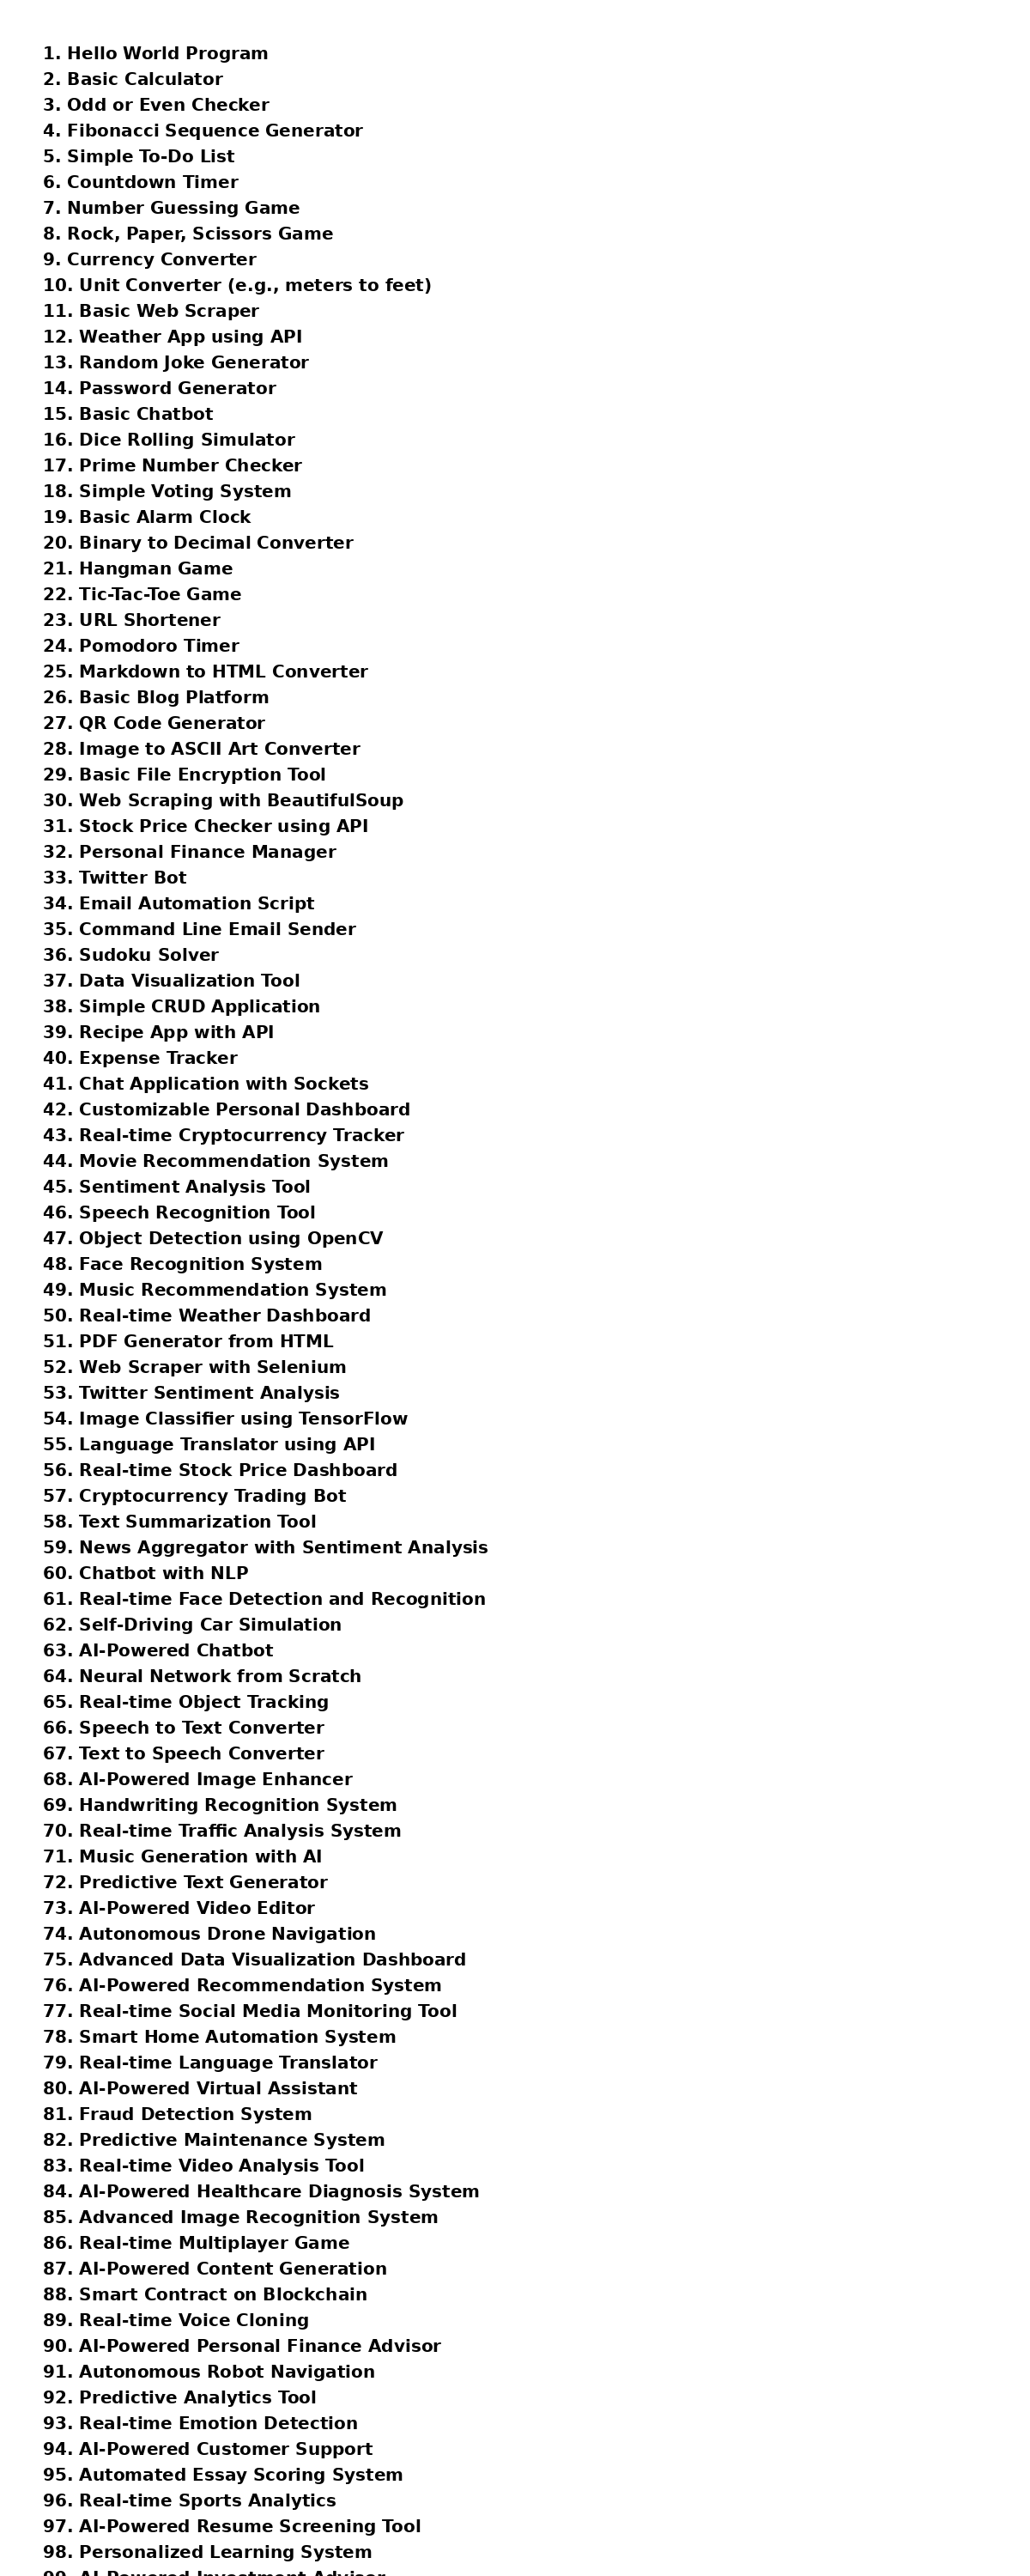 1. Hello World Program
2. Basic Calculator
3. Odd or Even Checker
4. Fibonacci Sequence Generator
5. Simple To-Do List
6. Countdown Timer
7. Number Guessing Game
8. Rock, Paper, Scissors Game
9. Currency Converter
10. Unit Converter (e.g., meters to feet)
11. Basic Web Scraper
12. Weather App using API
13. Random Joke Generator
14. Password Generator
15. Basic Chatbot
16. Dice Rolling Simulator
17. Prime Number Checker
18. Simple Voting System
19. Basic Alarm Clock
20. Binary to Decimal Converter
21. Hangman Game
22. Tic-Tac-Toe Game
23. URL Shortener
24. Pomodoro Timer
25. Markdown to HTML Converter
26. Basic Blog Platform
27. QR Code Generator
28. Image to ASCII Art Converter
29. Basic File Encryption Tool
30. Web Scraping with BeautifulSoup
31. Stock Price Checker using API
32. Personal Finance Manager
33. Twitter Bot
34. Email Automation Script
35. Command Line Email Sender
36. Sudoku Solver
37. Data Visualization Tool
38. Simple CRUD Application
39. Recipe App with API
40. Expense Tracker
41. Chat Application with Sockets
42. Customizable Personal Dashboard
43. Real-time Cryptocurrency Tracker
44. Movie Recommendation System
45. Sentiment Analysis Tool
46. Speech Recognition Tool
47. Object Detection using OpenCV
48. Face Recognition System
49. Music Recommendation System
50. Real-time Weather Dashboard
51. PDF Generator from HTML
52. Web Scraper with Selenium
53. Twitter Sentiment Analysis
54. Image Classifier using TensorFlow
55. Language Translator using API
56. Real-time Stock Price Dashboard
57. Cryptocurrency Trading Bot
58. Text Summarization Tool
59. News Aggregator with Sentiment Analysis
60. Chatbot with NLP
61. Real-time Face Detection and Recognition
62. Self-Driving Car Simulation
63. AI-Powered Chatbot
64. Neural Network from Scratch
65. Real-time Object Tracking
66. Speech to Text Converter
67. Text to Speech Converter
68. AI-Powered Image Enhancer
69. Handwriting Recognition System
70. Real-time Traffic Analysis System
71. Music Generation with AI
72. Predictive Text Generator
73. AI-Powered Video Editor
74. Autonomous Drone Navigation
75. Advanced Data Visualization Dashboard
76. AI-Powered Recommendation System
77. Real-time Social Media Monitoring Tool
78. Smart Home Automation System
79. Real-time Language Translator
80. AI-Powered Virtual Assistant
81. Fraud Detection System
82. Predictive Maintenance System
83. Real-time Video Analysis Tool
84. AI-Powered Healthcare Diagnosis System
85. Advanced Image Recognition System
86. Real-time Multiplayer Game
87. AI-Powered Content Generation
88. Smart Contract on Blockchain
89. Real-time Voice Cloning
90. AI-Powered Personal Finance Advisor
91. Autonomous Robot Navigation
92. Predictive Analytics Tool
93. Real-time Emotion Detection
94. AI-Powered Customer Support
95. Automated Essay Scoring System
96. Real-time Sports Analytics
97. AI-Powered Resume Screening Tool
98. Personalized Learning System
99. AI-Powered Investment Advisor